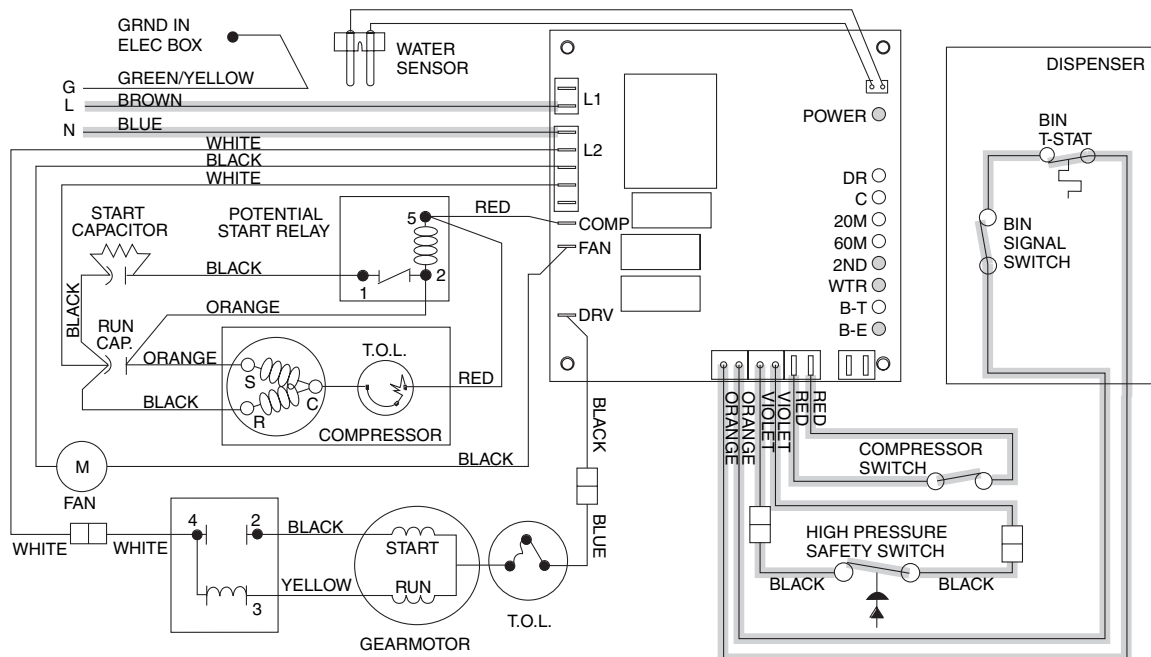 GRND IN
ELEC BOX
WATER
SENSOR
DISPENSER
G
GREEN/YELLOW
L
BROWN
L1
POWER
N
BLUE
BIN
T-STAT
WHITE
L2
BLACK
WHITE
DR
C
START
CAPACITOR
POTENTIAL
START RELAY
5
RED
COMP
20M
BIN
SIGNAL
SWITCH
FAN
60M
BLACK
1
2
2ND
WTR
BLACK
ORANGE
DRV
B-T
B-E
RUN
CAP.
ORANGE
T.O.L.
S
RED
C
BLACK
R
COMPRESSOR
ORANGE
ORANGE
VIOLET
VIOLET
RED
RED
BLACK
COMPRESSOR
SWITCH
M
BLACK
FAN
4
2
BLACK
START
HIGH PRESSURE
SAFETY SWITCH
WHITE
WHITE
BLUE
YELLOW
RUN
BLACK
BLACK
3
T.O.L.
GEARMOTOR